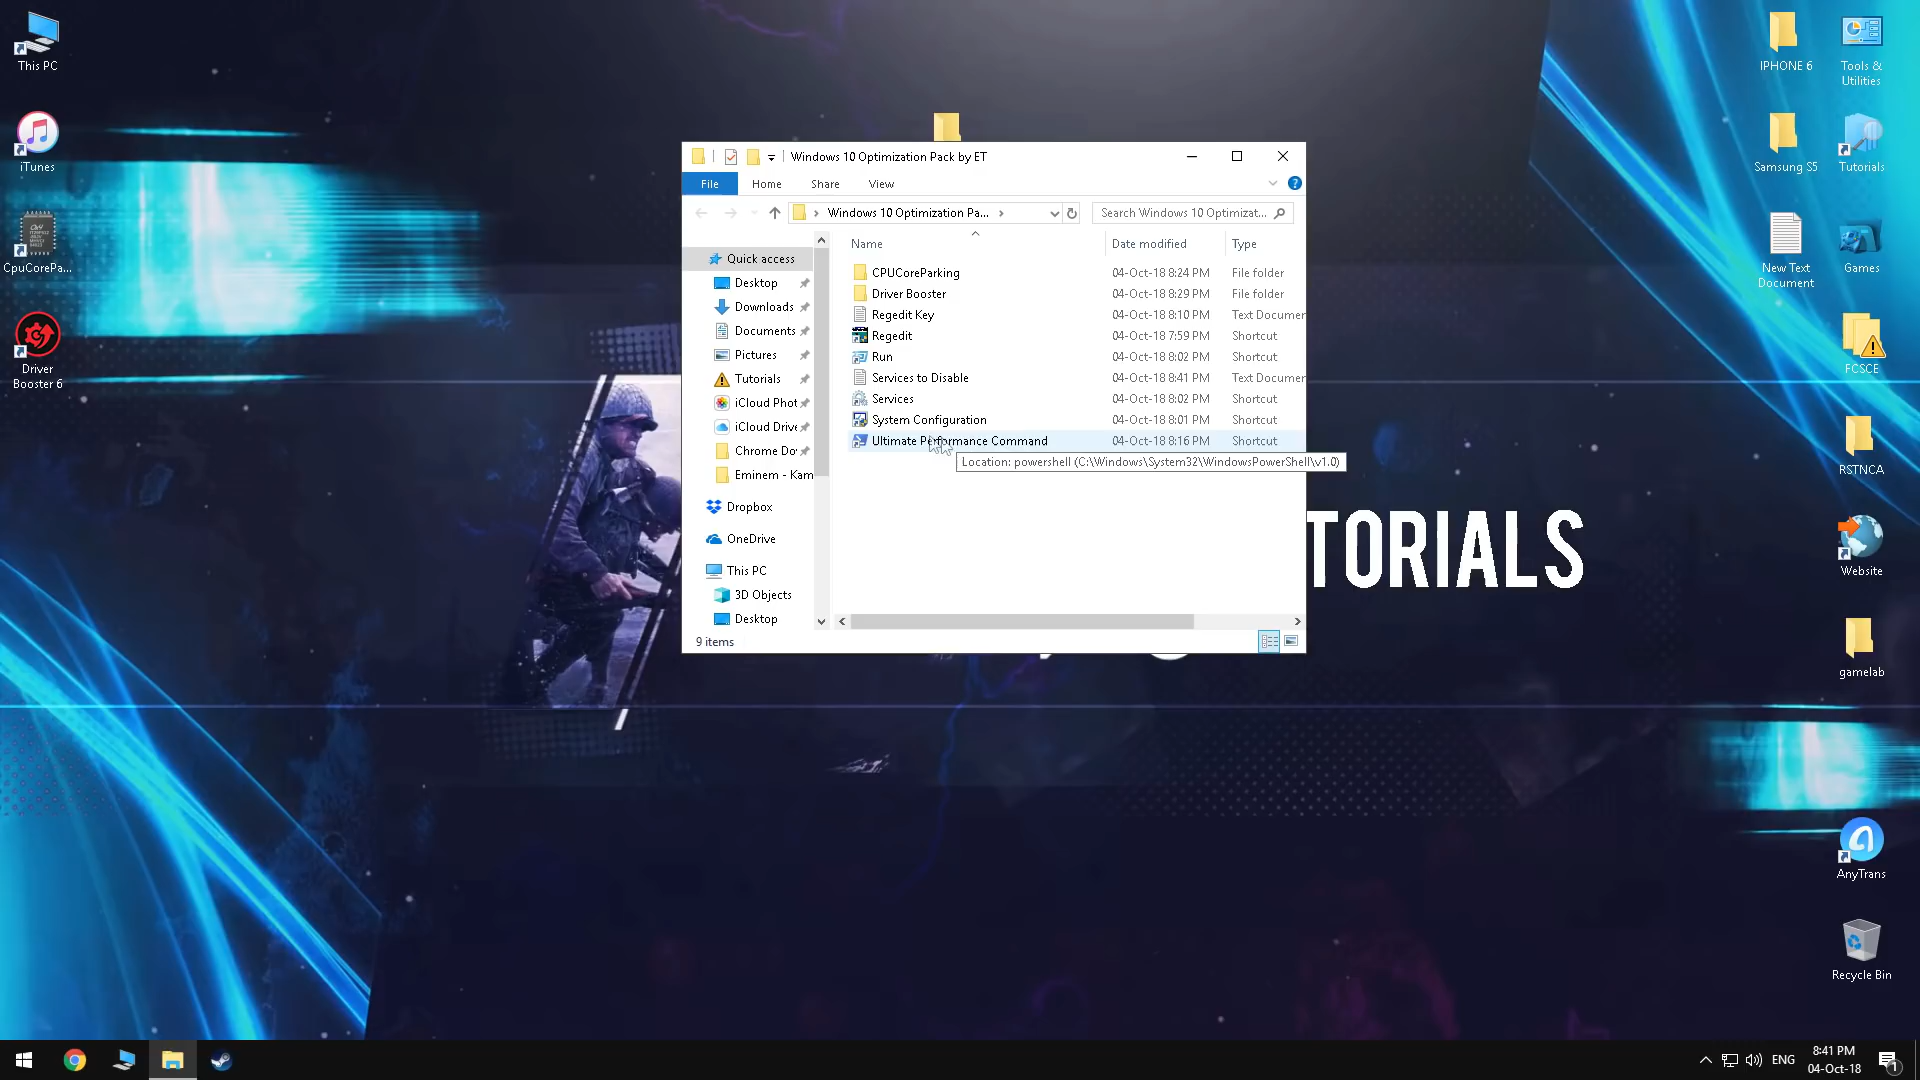 This PC
iTunes
CpuCorePa...
Driver
Booster 6
Windows 10 Optimization Pack by ET
File
Home
Share
View
Windows 10 Optimization Pa...
Search Windows 10 Optimizat...
Quick access
Desktop
Downloads
Documents
Pictures
Tutorials
iCloud Phot
iCloud Drive
Chrome Do
Eminem - Kam
Dropbox
OneDrive
This PC
3D Objects
Desktop
Name Date modified Type
CPUCoreParking 04-Oct-18 8:24 PM File folder
Driver Booster 04-Oct-18 8:29 PM File folder
Regedit Key 04-Oct-18 8:10 PM Text Documer
Regedit 04-Oct-18 7:59 PM Shortcut
Run 04-Oct-18 8:02 PM Shortcut
Services to Disable 04-Oct-18 8:41 PM Text Documer
Services 04-Oct-18 8:02 PM Shortcut
System Configuration 04-Oct-18 8:01 PM Shortcut
Ultimate Performance Command 04-Oct-18 8:16 PM Shortcut
Location: powershell (C:\Windows\System32\WindowsPowerShell\v1.0)
9 items
TORIALS
IPHONE 6
Tools &
Utilities
Samsung S5
Tutorials
New Text
Document
Games
FCSCE
RSTNCA
Website
gamelab
AnyTrans
Recycle Bin
ENG
8:41 PM
04-Oct-18
1